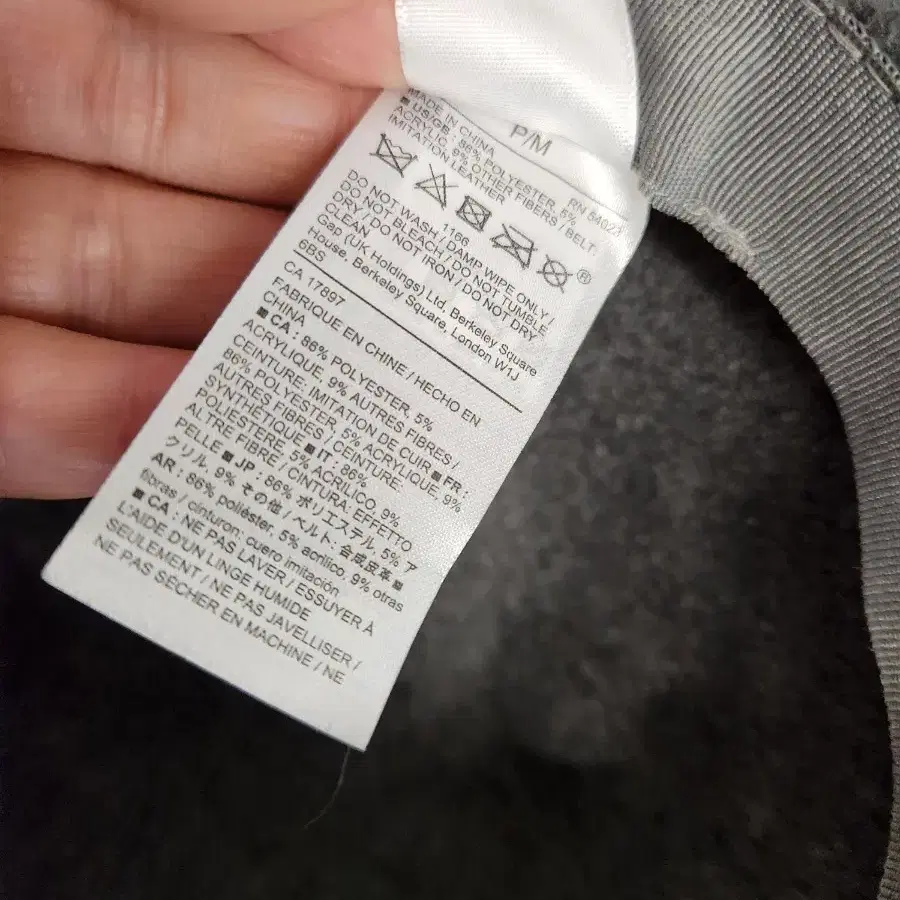 P/M
RN 54023
MADE IN CHINA
■ US/GB : 86% POLYESTER, 5%
ACRYLIC, 9% OTHER FIBERS / BELT:
IMITATION LEATHER
®
1166
DO NOT WASH / DAMP WIPE ONLY /
DO NOT BLEACH / DO NOT TUMBLE
DRY / DO NOT IRON / DO NOT DRY
CLEAN
Gap (UK Holdings) Ltd, Berkeley Square
House, Berkeley Square, London W1J
6BS
CA 17897
FABRIQUE EN CHINE / HECHO EN
CHINA
■ CA : 86% POLYESTER, 5%
ACRYLIQUE, 9% AUTRES FIBRES /
CEINTURE: IMITATION DE CUIR ■ FR :
86% POLYESTER, 5% ACRYLIQUE, 9%
AUTRES FIBRES / CEINTURE:
SYNTHÉTIQUE ■ IT : 86%
POLIESTERE, 5% ACRILICO, 9%
ALTRE FIBRE / CINTURA: EFFETTO
PELLE ■ JP : 86% ポリエステル, 5% ア
クリル, 9% その他 / ベルト: 合成皮革 ■
AR : 86% poliéster, 5% acrílico, 9% otras
fibras / cinturon: cuero imitación
■ CA : NE PAS LAVER / ESSUYER À
L'AIDE D'UN LINGE HUMIDE
SEULEMENT / NE PAS JAVELLISER /
NE PAS SÉCHER EN MACHINE / NE